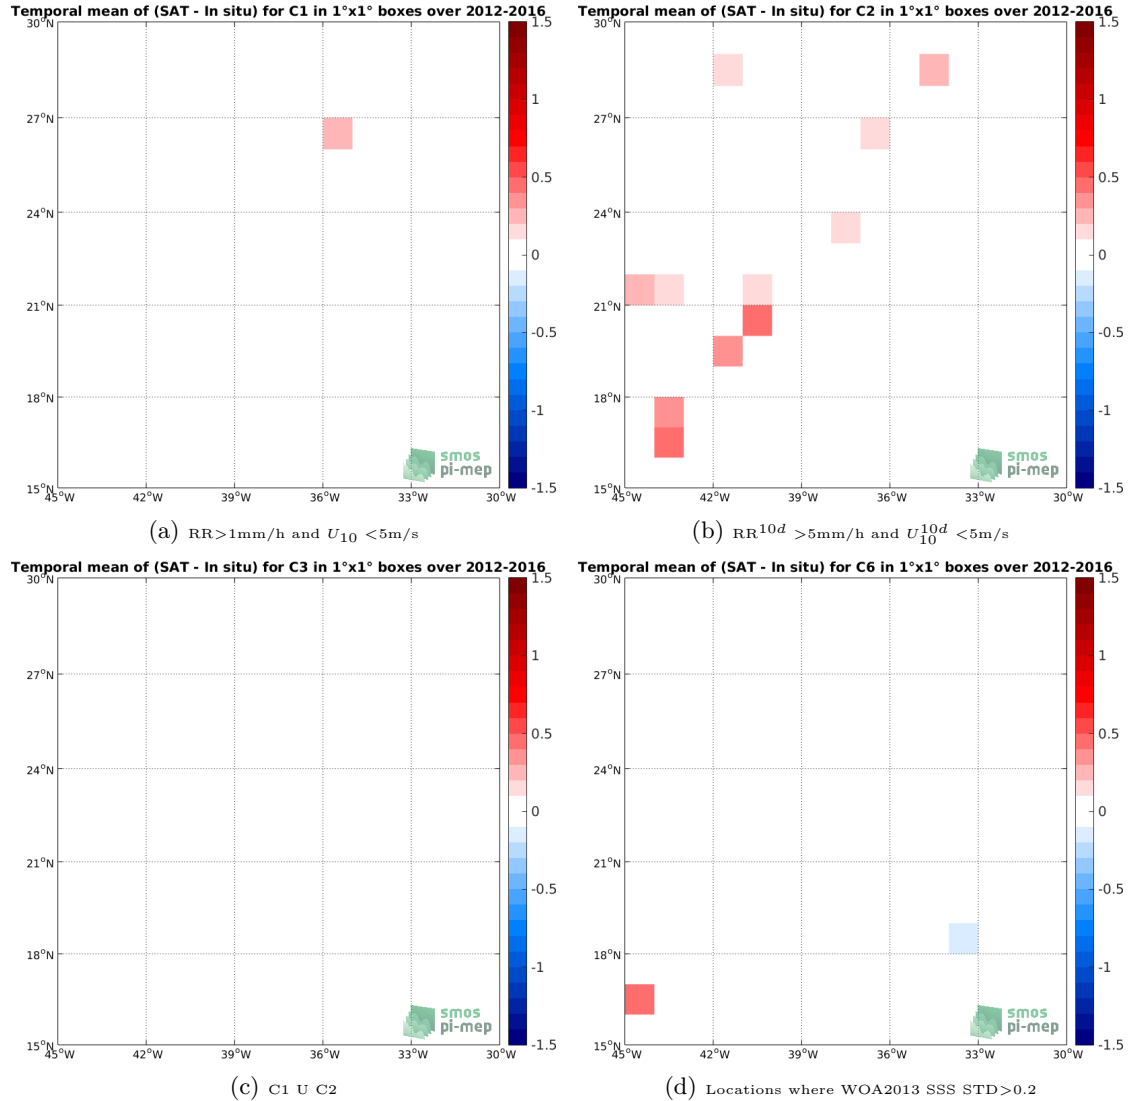 Temporal mean of (SAT - In situ) for C1 in 1°x1° boxes over 2012-2016
30°N
27°N
24°N
21°N
18°N
15°N
45°W 42°W 39°W 36°W 33°W 30°W
1.5
1
0.5
0
-0.5
-1
-1.5
smos
pi-mep
(a) RR>1mm/h and U10 <5m/s
Temporal mean of (SAT - In situ) for C2 in 1°x1° boxes over 2012-2016
30°N
27°N
24°N
21°N
18°N
15°N
45°W 42°W 39°W 36°W 33°W 30°W
1.5
1
0.5
0
-0.5
-1
-1.5
smos
pi-mep
(b) RR10d >5mm/h and U10d10 <5m/s
Temporal mean of (SAT - In situ) for C3 in 1°x1° boxes over 2012-2016
30°N
27°N
24°N
21°N
18°N
15°N
45°W 42°W 39°W 36°W 33°W 30°W
1.5
1
0.5
0
-0.5
-1
-1.5
smos
pi-mep
(c) C1 U C2
Temporal mean of (SAT - In situ) for C6 in 1°x1° boxes over 2012-2016
30°N
27°N
24°N
21°N
18°N
15°N
45°W 42°W 39°W 36°W 33°W 30°W
1.5
1
0.5
0
-0.5
-1
-1.5
smos
pi-mep
(d) Locations where WOA2013 SSS STD>0.2